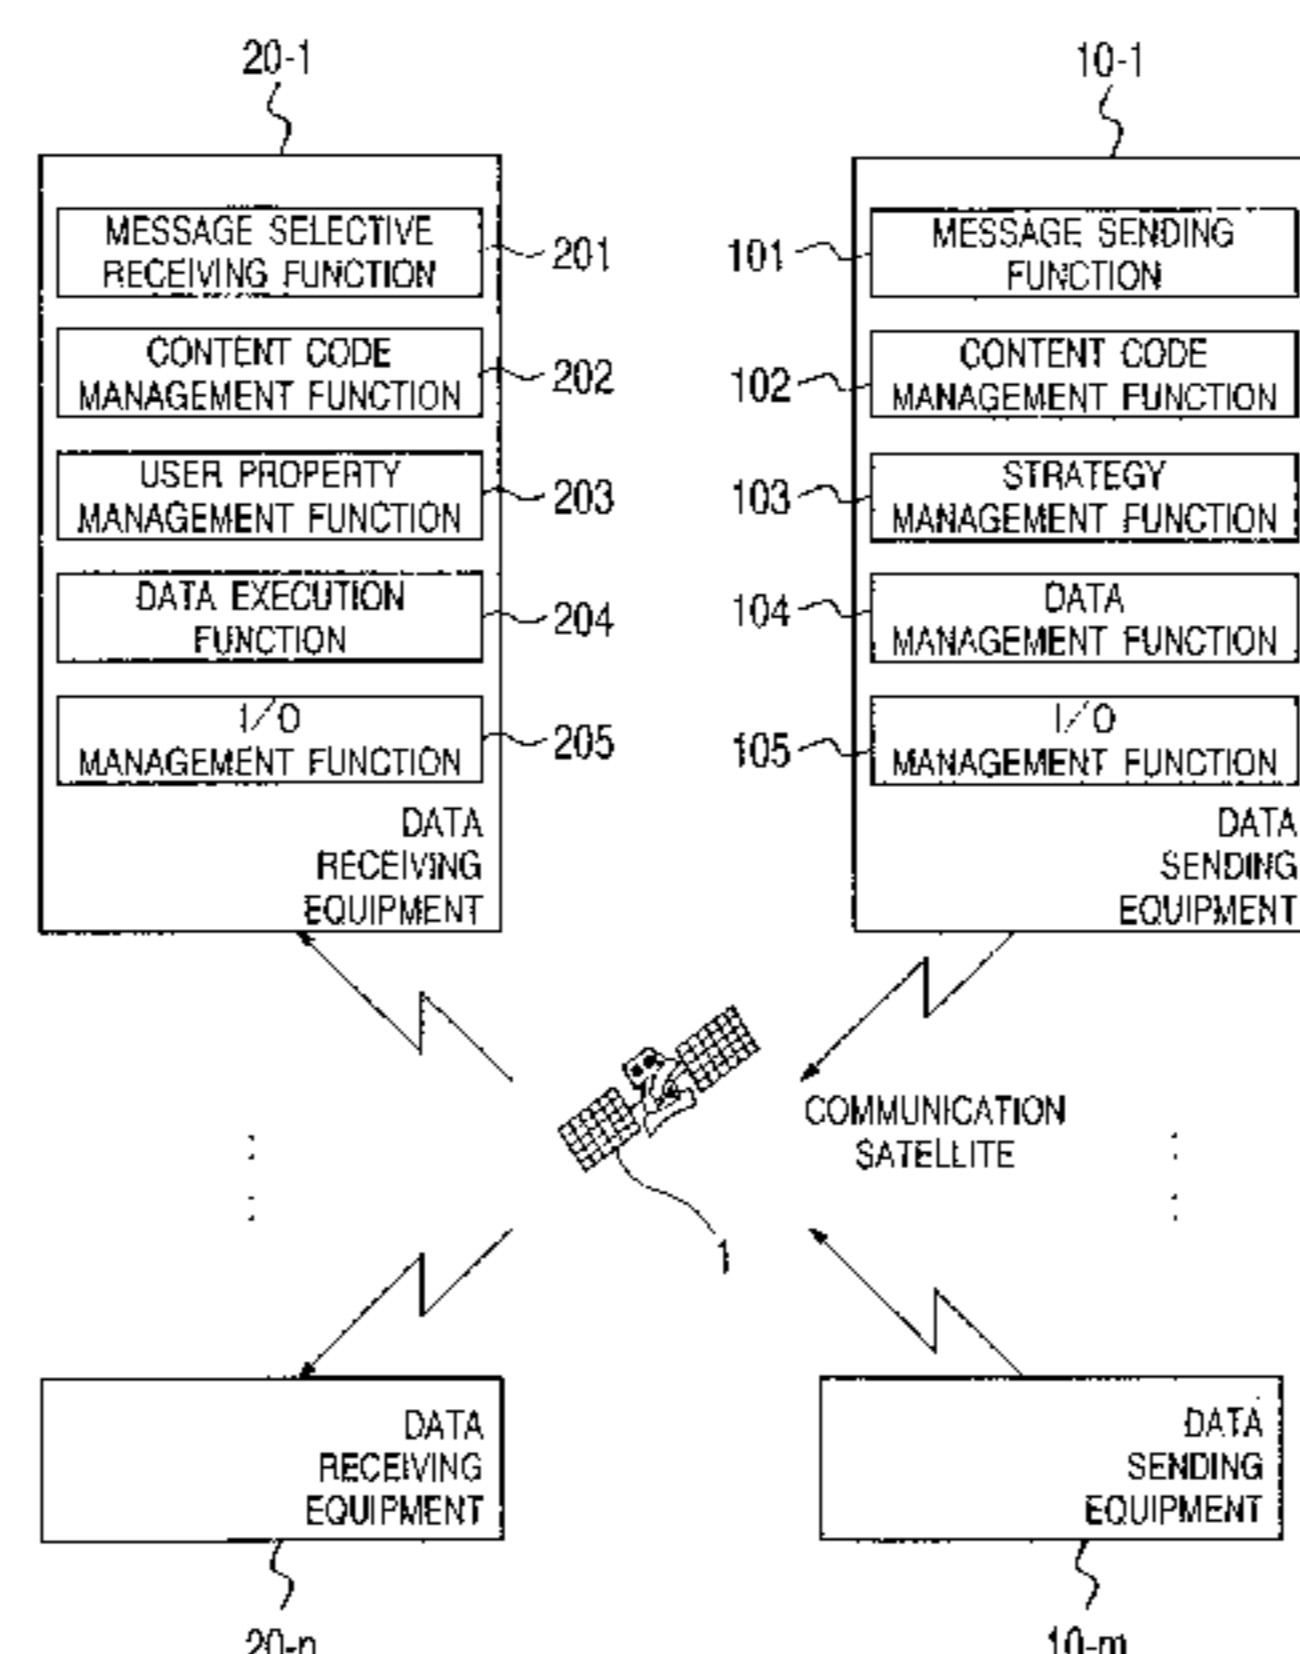 20-1
MESSAGE SELECTIVE
RECEIVING FUNCTION
201
CONTENT CODE
MANAGEMENT FUNCTION
202
USER PROPERTY
MANAGEMENT FUNCTION
203
DATA EXECUTION
FUNCTION
204
I/O
MANAGEMENT FUNCTION
205
DATA
RECEIVING
EQUIPMENT
10-1
101
MESSAGE SENDING
FUNCTION
102
CONTENT CODE
MANAGEMENT FUNCTION
103
STRATEGY
MANAGEMENT FUNCTION
104
DATA
MANAGEMENT FUNCTION
105
I/O
MANAGEMENT FUNCTION
DATA
SENDING
EQUIPMENT
COMMUNICATION
SATELLITE
1
DATA
RECEIVING
EQUIPMENT
20-n
DATA
SENDING
EQUIPMENT
10-m